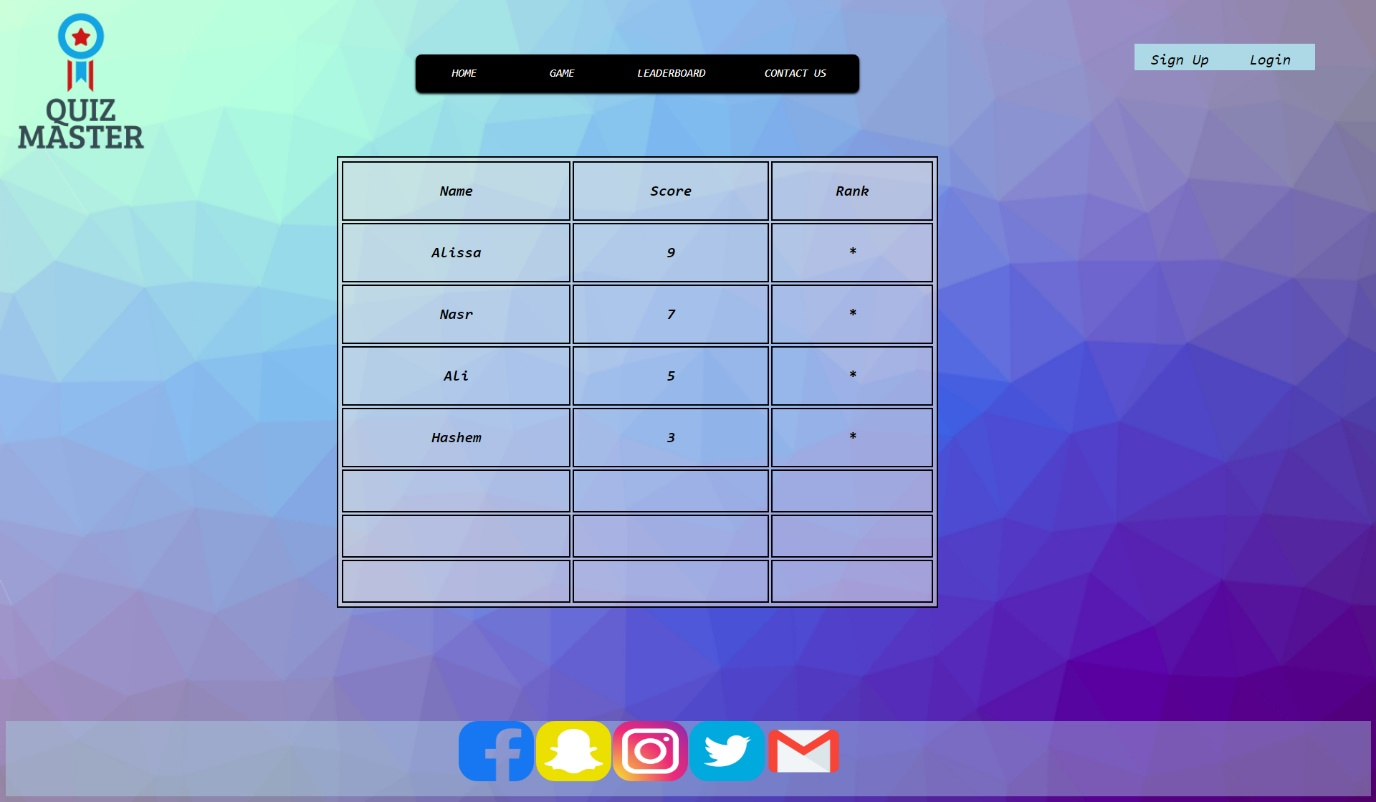 QUIZ
MASTER
HOME GAME LEADERBOARD CONTACT US
Sign Up Login
Name Score Rank
Alissa 9 *
Nasr 7 *
Ali 5 *
Hashem 3 *